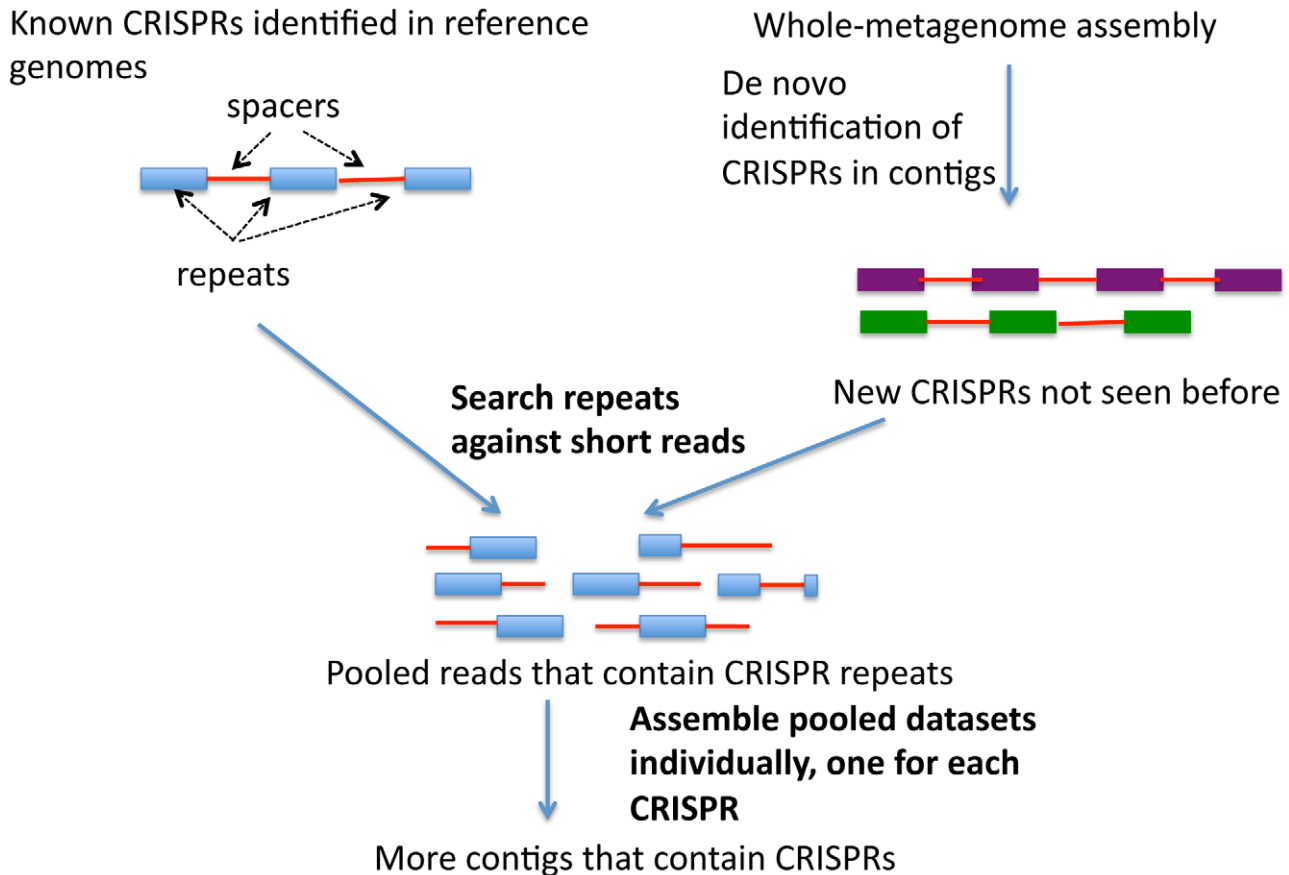 Known CRISPRs identified in reference
genomes
spacers
repeats
Whole-metagenome assembly
De novo
identification of
CRISPRs in contigs
New CRISPRs not seen before
Search repeats
against short reads
Pooled reads that contain CRISPR repeats
Assemble pooled datasets
individually, one for each
CRISPR
More contigs that contain CRISPRs